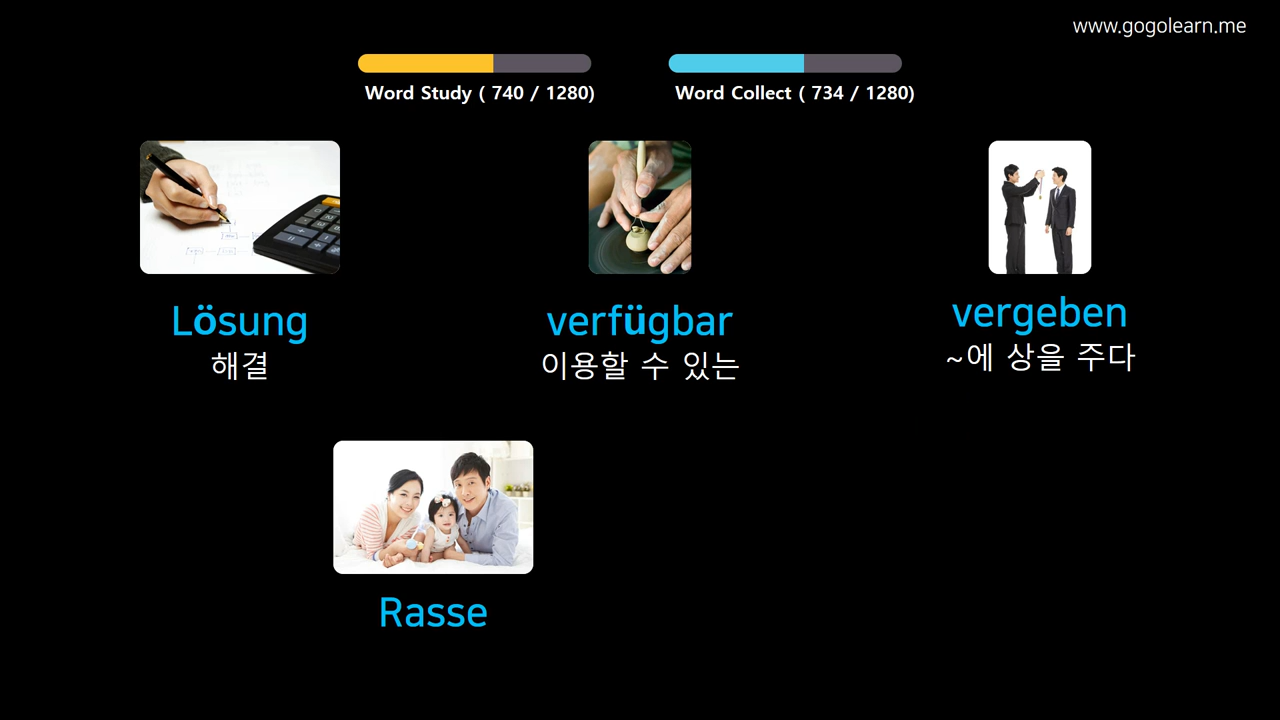 www.gogolearn.me
Word Study ( 740 / 1280)
Word Collect ( 734 / 1280)
Lösung
해결
verfügbar
이용할 수 있는
vergeben
~에 상을 주다
Rasse